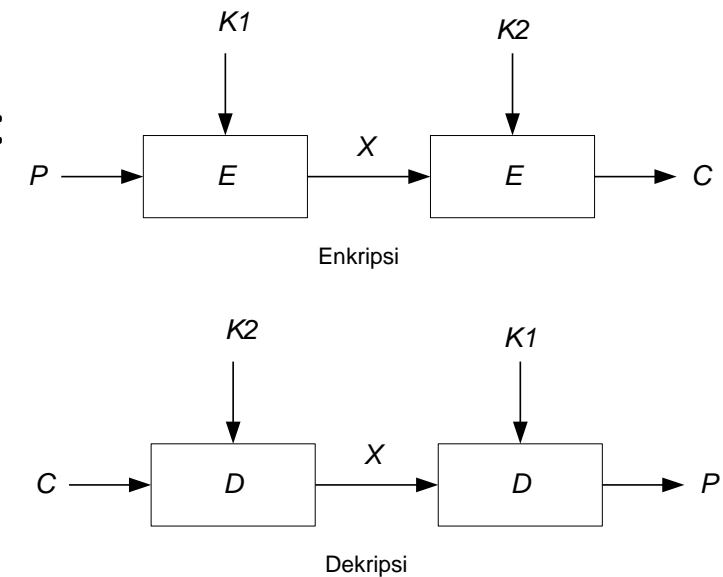 K1 K2
P E X E C
Enkripsi
K2 K1
C D X D P
Dekripsi